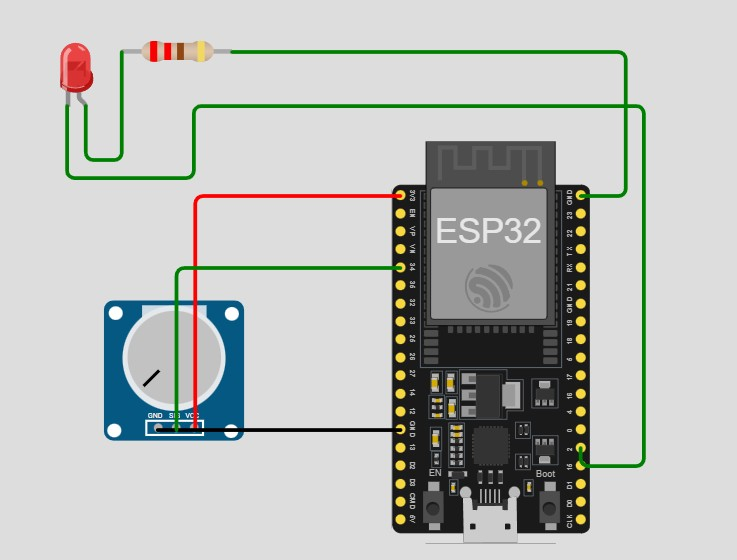 ESP32
3V3
EN
VP
VN
34
35
32
33
25
26
27
14
12
GND
13
D2
D3
CMD
5V
GND
23
22
TX
RX
21
GND
19
18
5
17
16
4
0
2
15
D1
D0
CLK
GND SIG VCC
EN
Boot